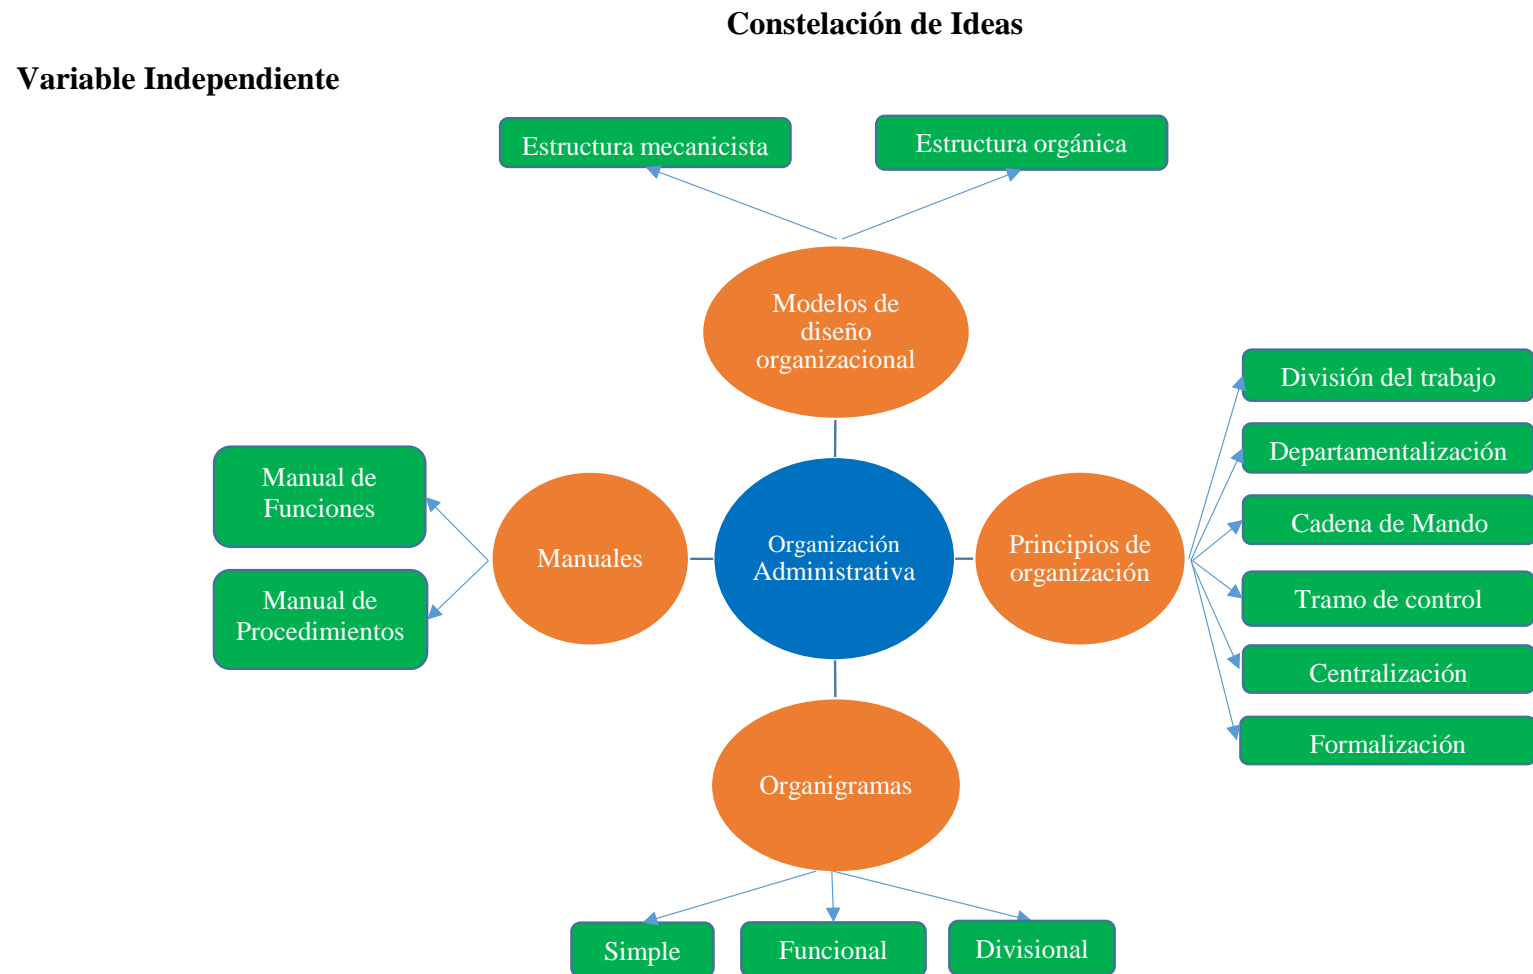 Constelación de Ideas
Variable Independiente
Estructura mecanicista
Estructura orgánica
Modelos de
diseño
organizacional
División del trabajo
Departamentalización
Cadena de Mando
Tramo de control
Centralización
Formalización
Manual de
Funciones
Manual de
Procedimientos
Manuales
Organización
Administrativa
Principios de
organización
Organigramas
Simple
Funcional
Divisional